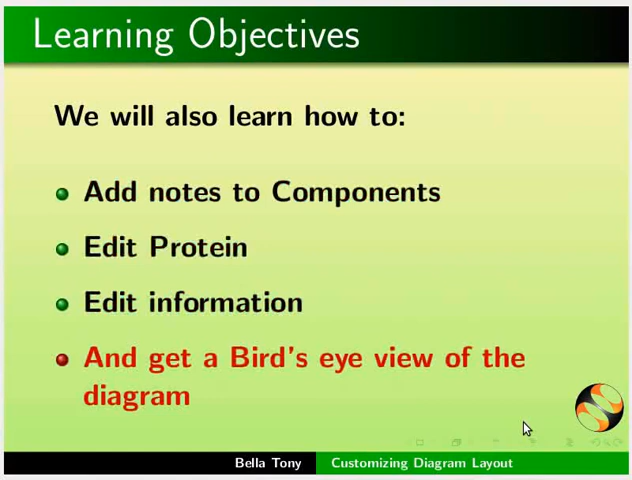 Learning Objectives
We will also learn how to:
Add notes to Components
Edit Protein
Edit information
And get a Bird's eye view of the
diagram
Bella Tony
Customizing Diagram Layout